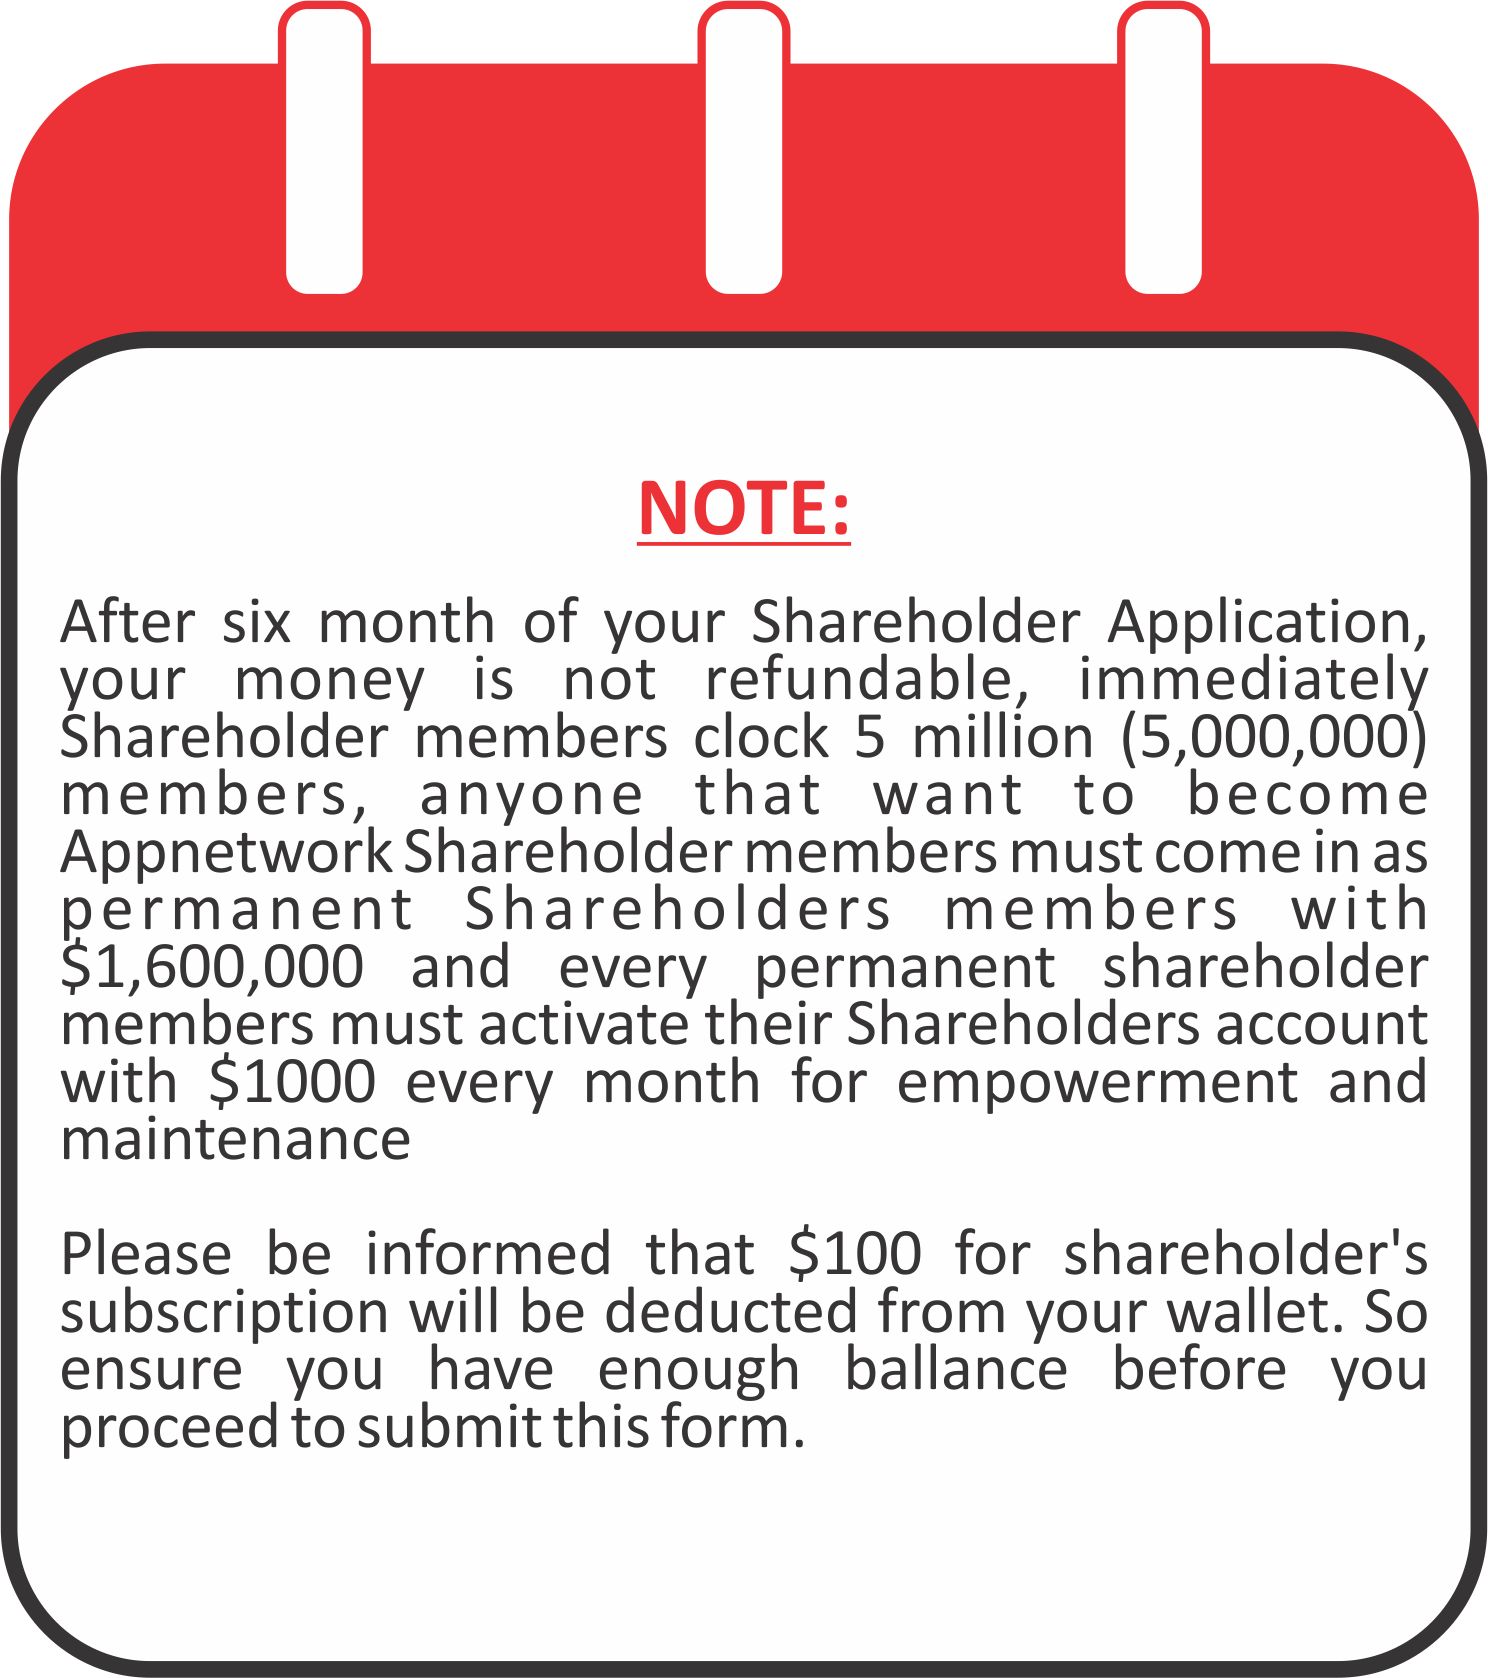 NOTE:
After six month of your Shareholder Application,
your money is not refundable, immediately
Shareholder members clock 5 million (5,000,000)
members, anyone that want to become
Appnetwork Shareholder members must come in as
permanent Shareholders members with
$1,600,000 and every permanent shareholder
members must activate their Shareholders account
with $1000 every month for empowerment and
maintenance
Please be informed that $100 for shareholder's
subscription will be deducted from your wallet. So
ensure you have enough ballance before you
proceed to submit this form.